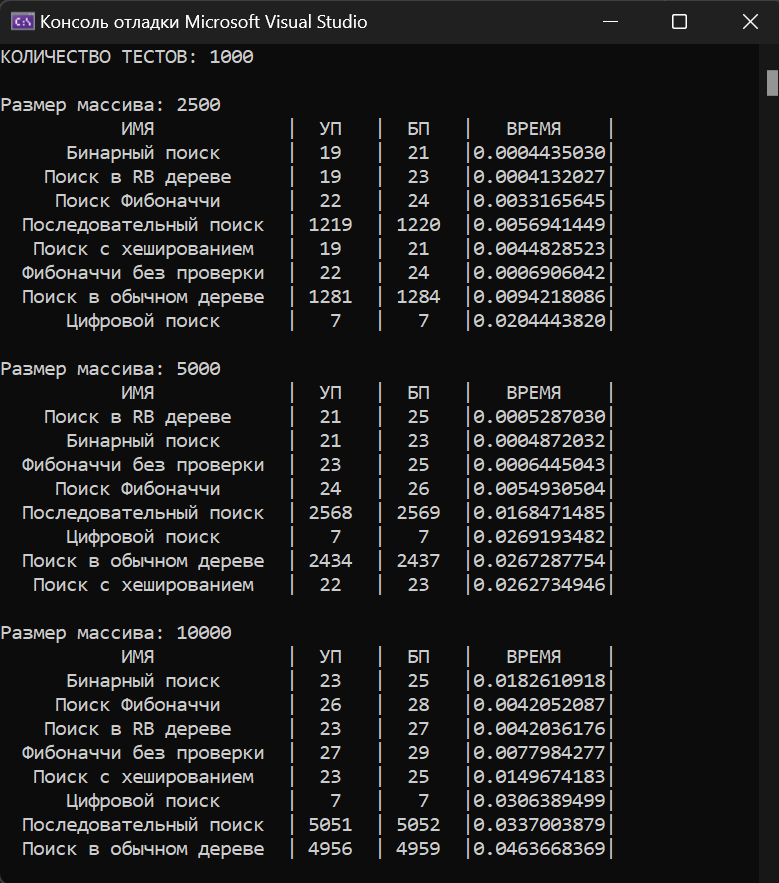 Консоль отладки Microsoft Visual Studio
КОЛИЧЕСТВО ТЕСТОВ: 1000
Размер массива: 2500
ИМЯ | УП | БП | ВРЕМЯ |
Бинарный поиск | 19 | 21 |0.0004435030|
Поиск в RB дереве | 19 | 23 |0.0004132027|
Поиск Фибоначчи | 22 | 24 |0.0033165645|
Последовательный поиск | 1219 | 1220 |0.0056941449|
Поиск с хешированием | 19 | 21 |0.0044828523|
Фибоначчи без проверки | 22 | 24 |0.0006906042|
Поиск в обычном дереве | 1281 | 1284 |0.0094218086|
Цифровой поиск | 7 | 7 |0.0204443820|
Размер массива: 5000
ИМЯ | УП | БП | ВРЕМЯ |
Поиск в RB дереве | 21 | 25 |0.0005287030|
Бинарный поиск | 21 | 23 |0.0004872032|
Фибоначчи без проверки | 23 | 25 |0.0006445043|
Поиск Фибоначчи | 24 | 26 |0.0054930504|
Последовательный поиск | 2568 | 2569 |0.0168471485|
Цифровой поиск | 7 | 7 |0.0269193482|
Поиск в обычном дереве | 2434 | 2437 |0.0267287754|
Поиск с хешированием | 22 | 23 |0.0262734946|
Размер массива: 10000
ИМЯ | УП | БП | ВРЕМЯ |
Бинарный поиск | 23 | 25 |0.0182610918|
Поиск Фибоначчи | 26 | 28 |0.0042052087|
Поиск в RB дереве | 23 | 27 |0.0042036176|
Фибоначчи без проверки | 27 | 29 |0.0077984277|
Поиск с хешированием | 23 | 25 |0.0149674183|
Цифровой поиск | 7 | 7 |0.0306389499|
Последовательный поиск | 5051 | 5052 |0.0337003879|
Поиск в обычном дереве | 4956 | 4959 |0.0463668369|